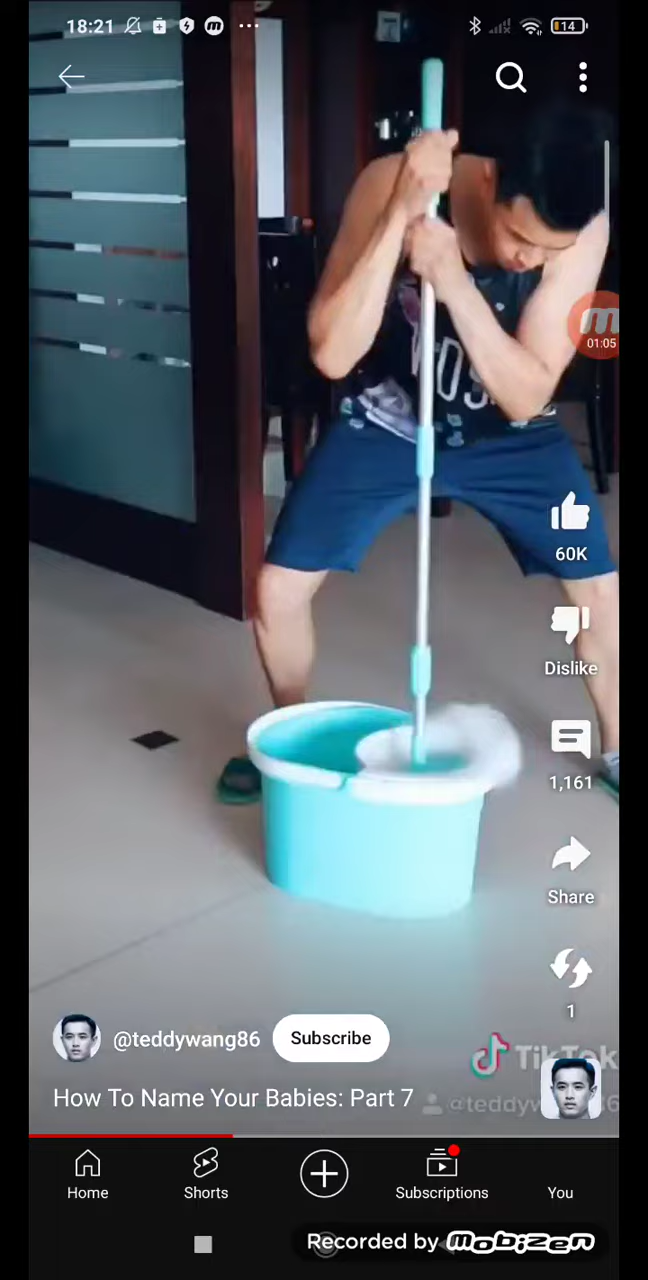 18:21
14
01:05
60K
Dislike
1,161
Share
1
@teddywang86
Subscribe
TikTok
How To Name Your Babies: Part 7
Home
Shorts
Subscriptions
You
Recorded by mobizen